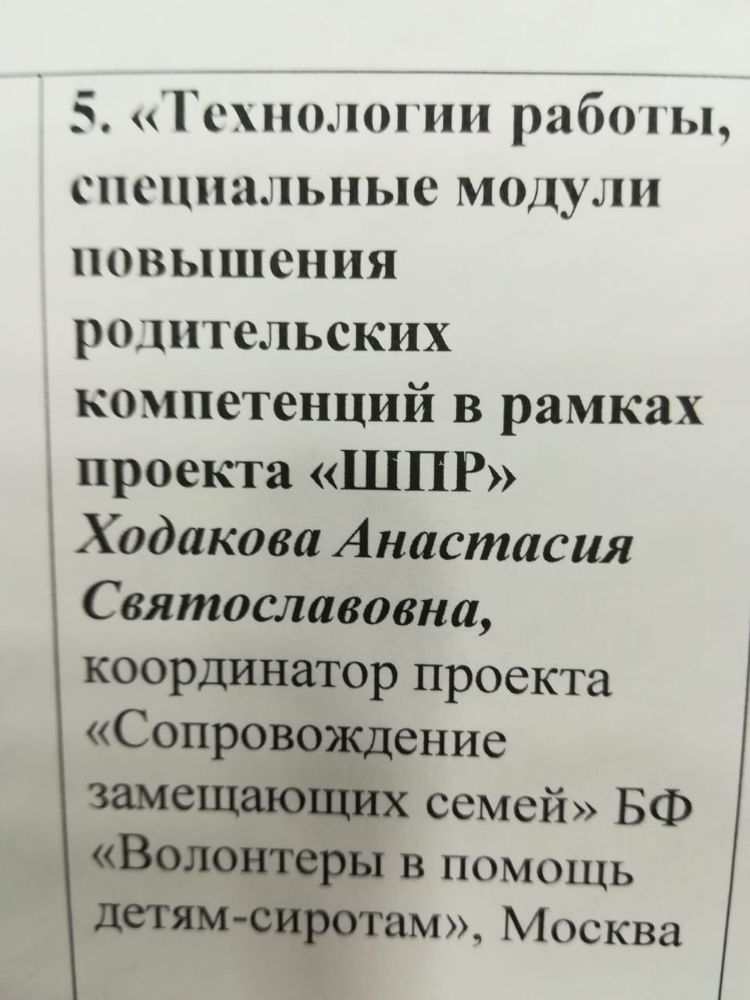 5. «Технологии работы,
специальные модули
повышения
родительских
компетенций в рамках
проекта «ШПР»
Ходакова Анастасия
Святославовна,
координатор проекта
«Сопровождение
замещающих семей» БФ
«Волонтеры в помощь
детям-сиротам», Москва